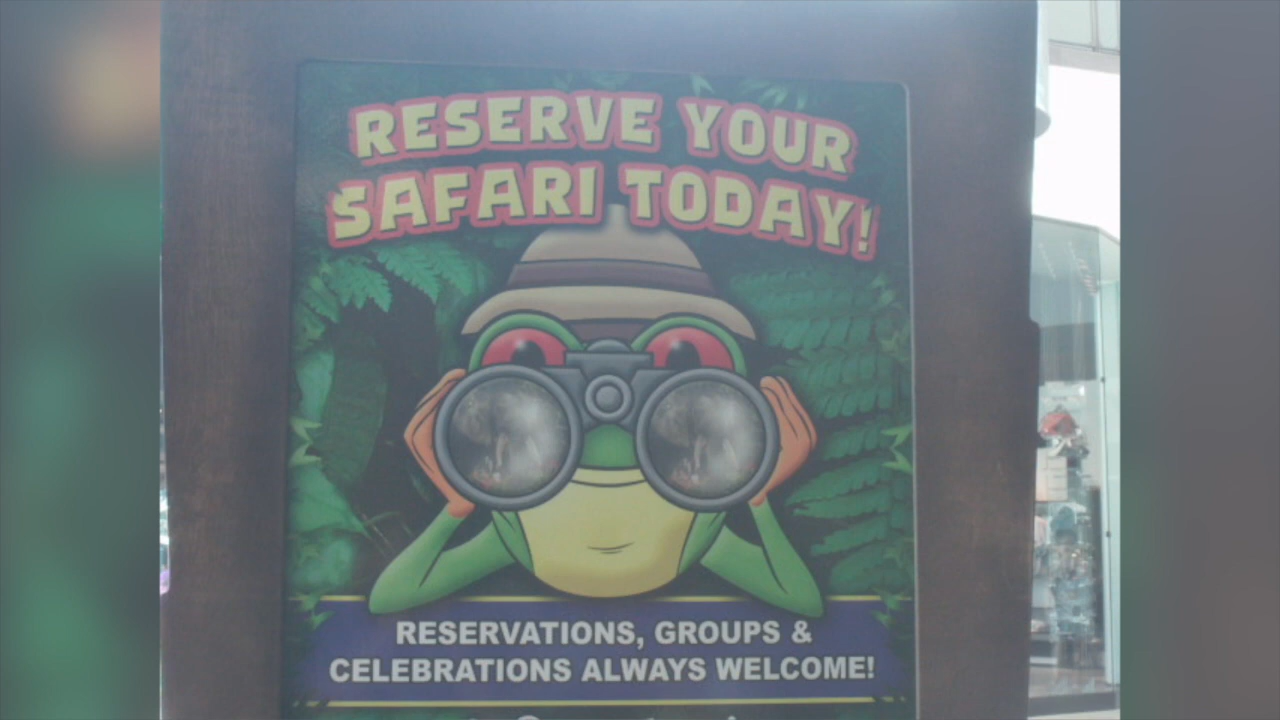 RESERVE YOUR
SAFARI TODAY!
RESERVATIONS, GROUPS &
CELEBRATIONS ALWAYS WELCOME!